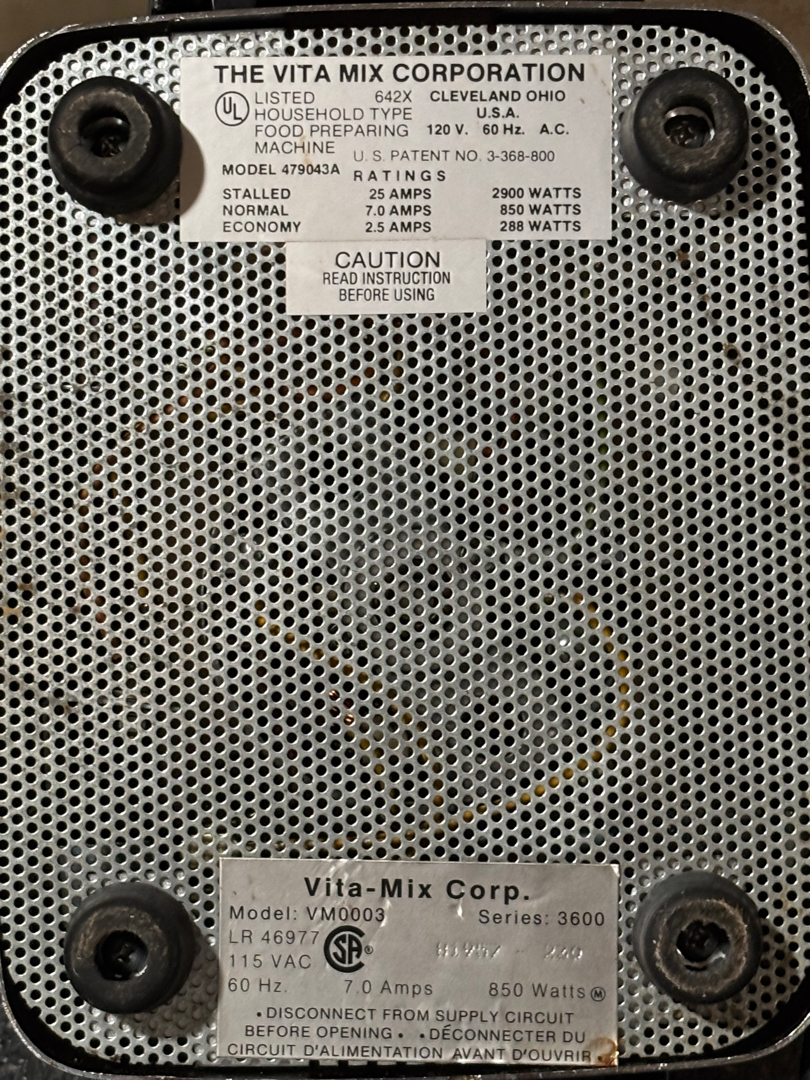 THE VITA MIX CORPORATION
UL LISTED 642X CLEVELAND OHIO
HOUSEHOLD TYPE U.S.A.
FOOD PREPARING 120 V. 60 Hz. A.C.
MACHINE U.S. PATENT NO. 3-368-800
MODEL 479043A RATINGS
STALLED 25 AMPS 2900 WATTS
NORMAL 7.0 AMPS 850 WATTS
ECONOMY 2.5 AMPS 288 WATTS
CAUTION
READ INSTRUCTION
BEFORE USING
Vita-Mix Corp.
Model: VM0003 Series: 3600
LR 46977 SA®
115 VAC
60 Hz. 7.0 Amps 850 Watts M
• DISCONNECT FROM SUPPLY CIRCUIT
BEFORE OPENING • • DÉCONNECTER DU
CIRCUIT D'ALIMENTATION AVANT D'OUVRIR •